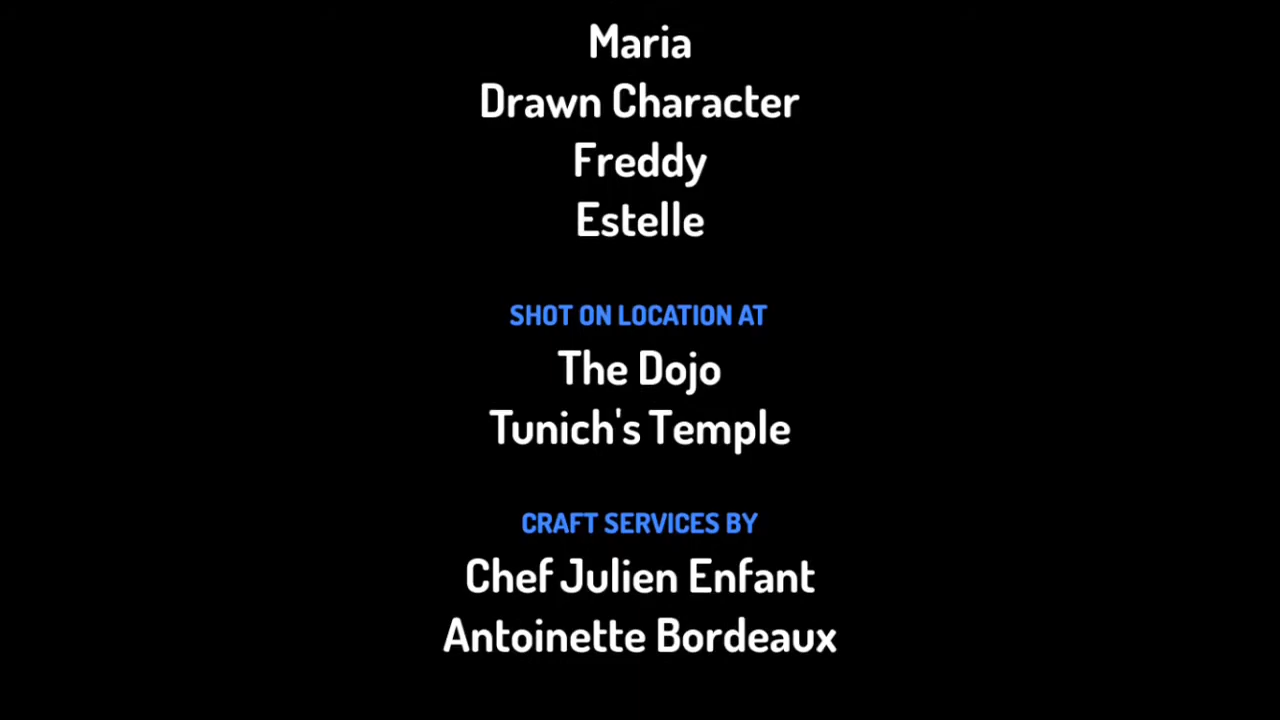 Maria
Drawn Character
Freddy
Estelle
SHOT ON LOCATION AT
The Dojo
Tunich's Temple
CRAFT SERVICES BY
Chef Julien Enfant
Antoinette Bordeaux